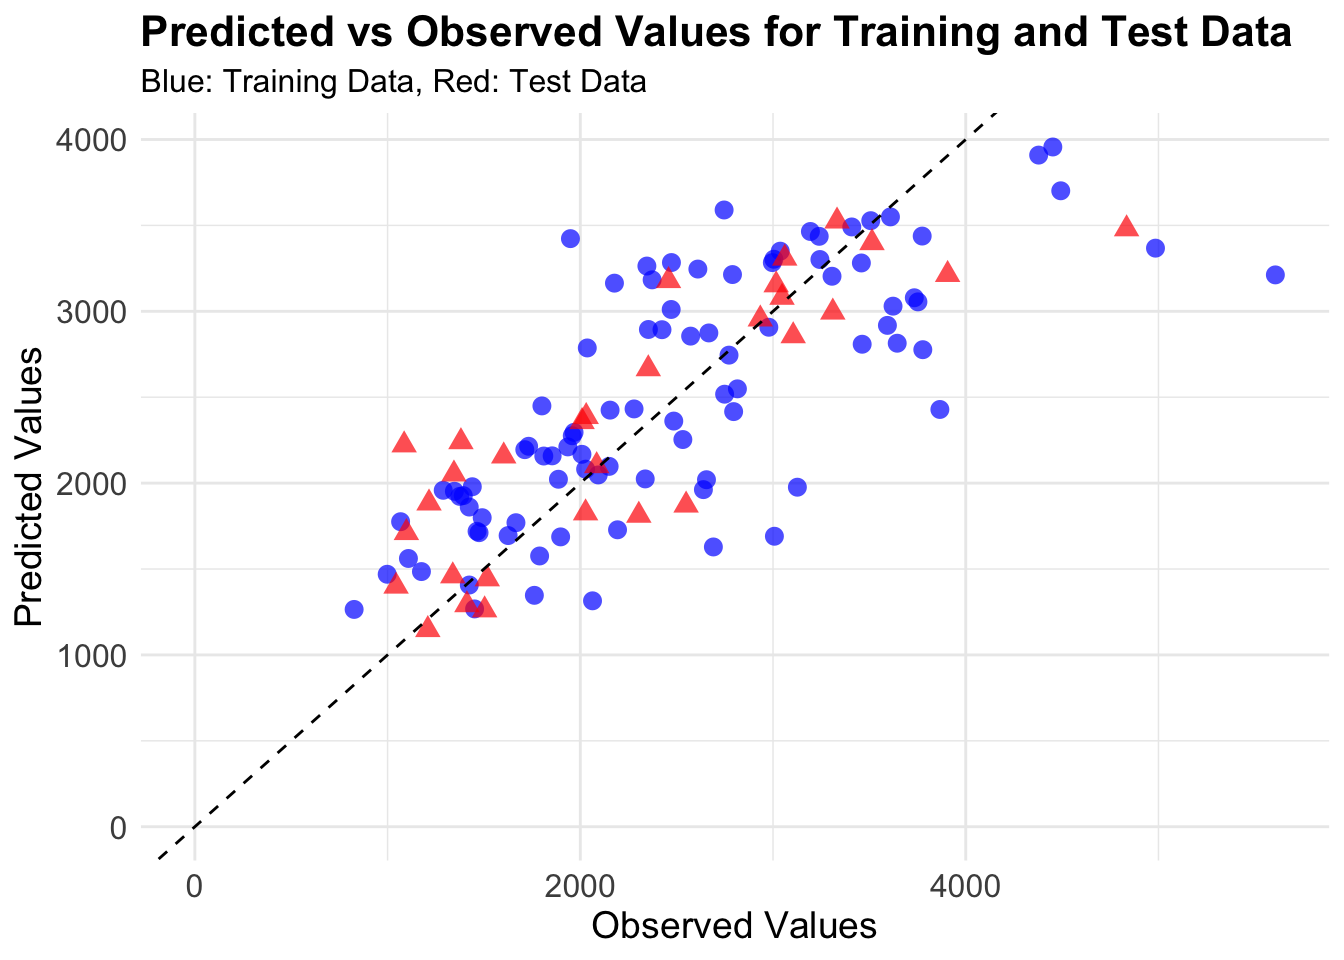 Predicted vs Observed Values for Training and Test Data
Blue: Training Data, Red: Test Data
4000
3000
2000
1000
0
Predicted Values
0 2000 4000
Observed Values